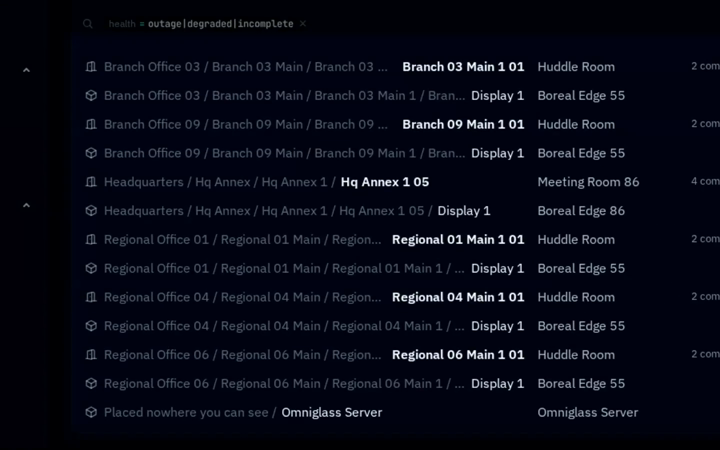 health = outage|degraded|incomplete ×
Branch Office 03 / Branch 03 Main / Branch 03 ... Branch 03 Main 1 01 Huddle Room 2 com
Branch Office 03 / Branch 03 Main / Branch 03 Main 1 / Bran... Display 1 Boreal Edge 55
Branch Office 09 / Branch 09 Main / Branch 09 ... Branch 09 Main 1 01 Huddle Room 2 com
Branch Office 09 / Branch 09 Main / Branch 09 Main 1 / Bran... Display 1 Boreal Edge 55
Headquarters / Hq Annex / Hq Annex 1 / Hq Annex 1 05 Meeting Room 86 4 com
Headquarters / Hq Annex / Hq Annex 1 / Hq Annex 1 05 / Display 1 Boreal Edge 86
Regional Office 01 / Regional 01 Main / Region... Regional 01 Main 1 01 Huddle Room 2 com
Regional Office 01 / Regional 01 Main / Regional 01 Main 1 / ... Display 1 Boreal Edge 55
Regional Office 04 / Regional 04 Main / Region... Regional 04 Main 1 01 Huddle Room 2 com
Regional Office 04 / Regional 04 Main / Regional 04 Main 1 / ... Display 1 Boreal Edge 55
Regional Office 06 / Regional 06 Main / Region... Regional 06 Main 1 01 Huddle Room 2 com
Regional Office 06 / Regional 06 Main / Regional 06 Main 1 / ... Display 1 Boreal Edge 55
Placed nowhere you can see / Omniglass Server Omniglass Server